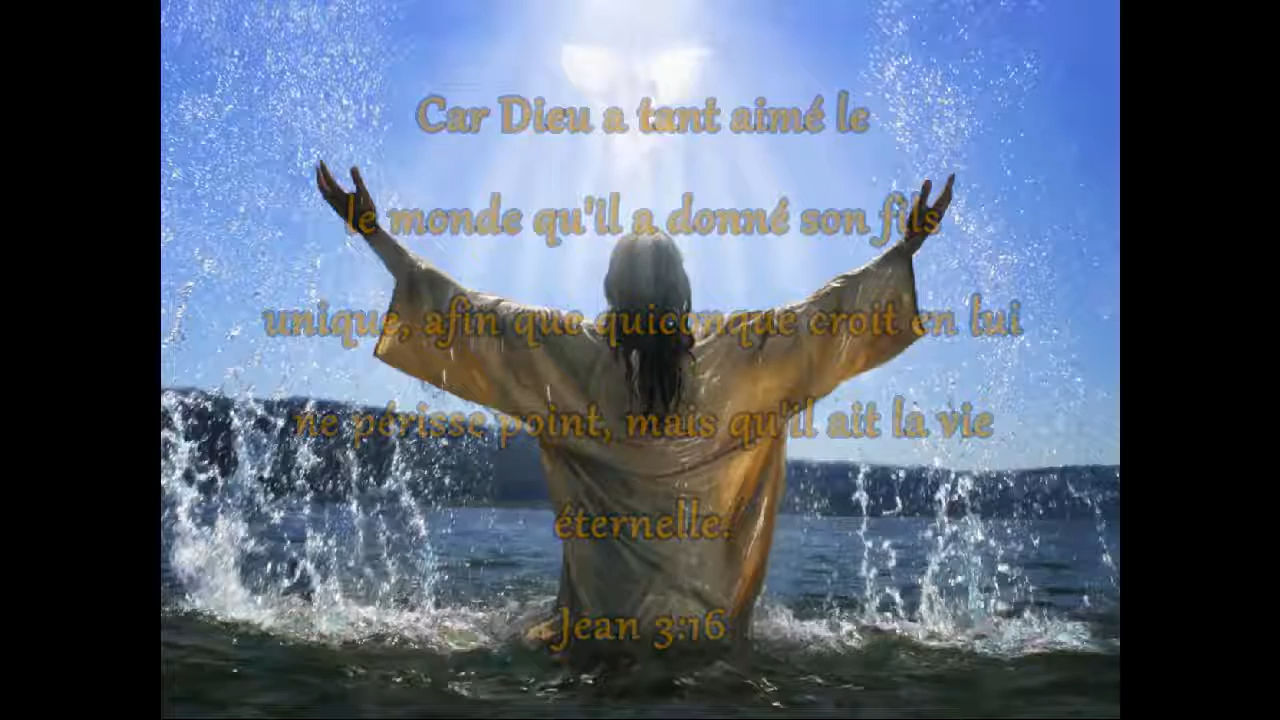 Car Dieu a tant aimé le
le monde qu'il a donné son fils
unique, afin que quiconque croit en lui
ne périsse point, mais qu'il ait la vie
éternelle.
Jean 3:16